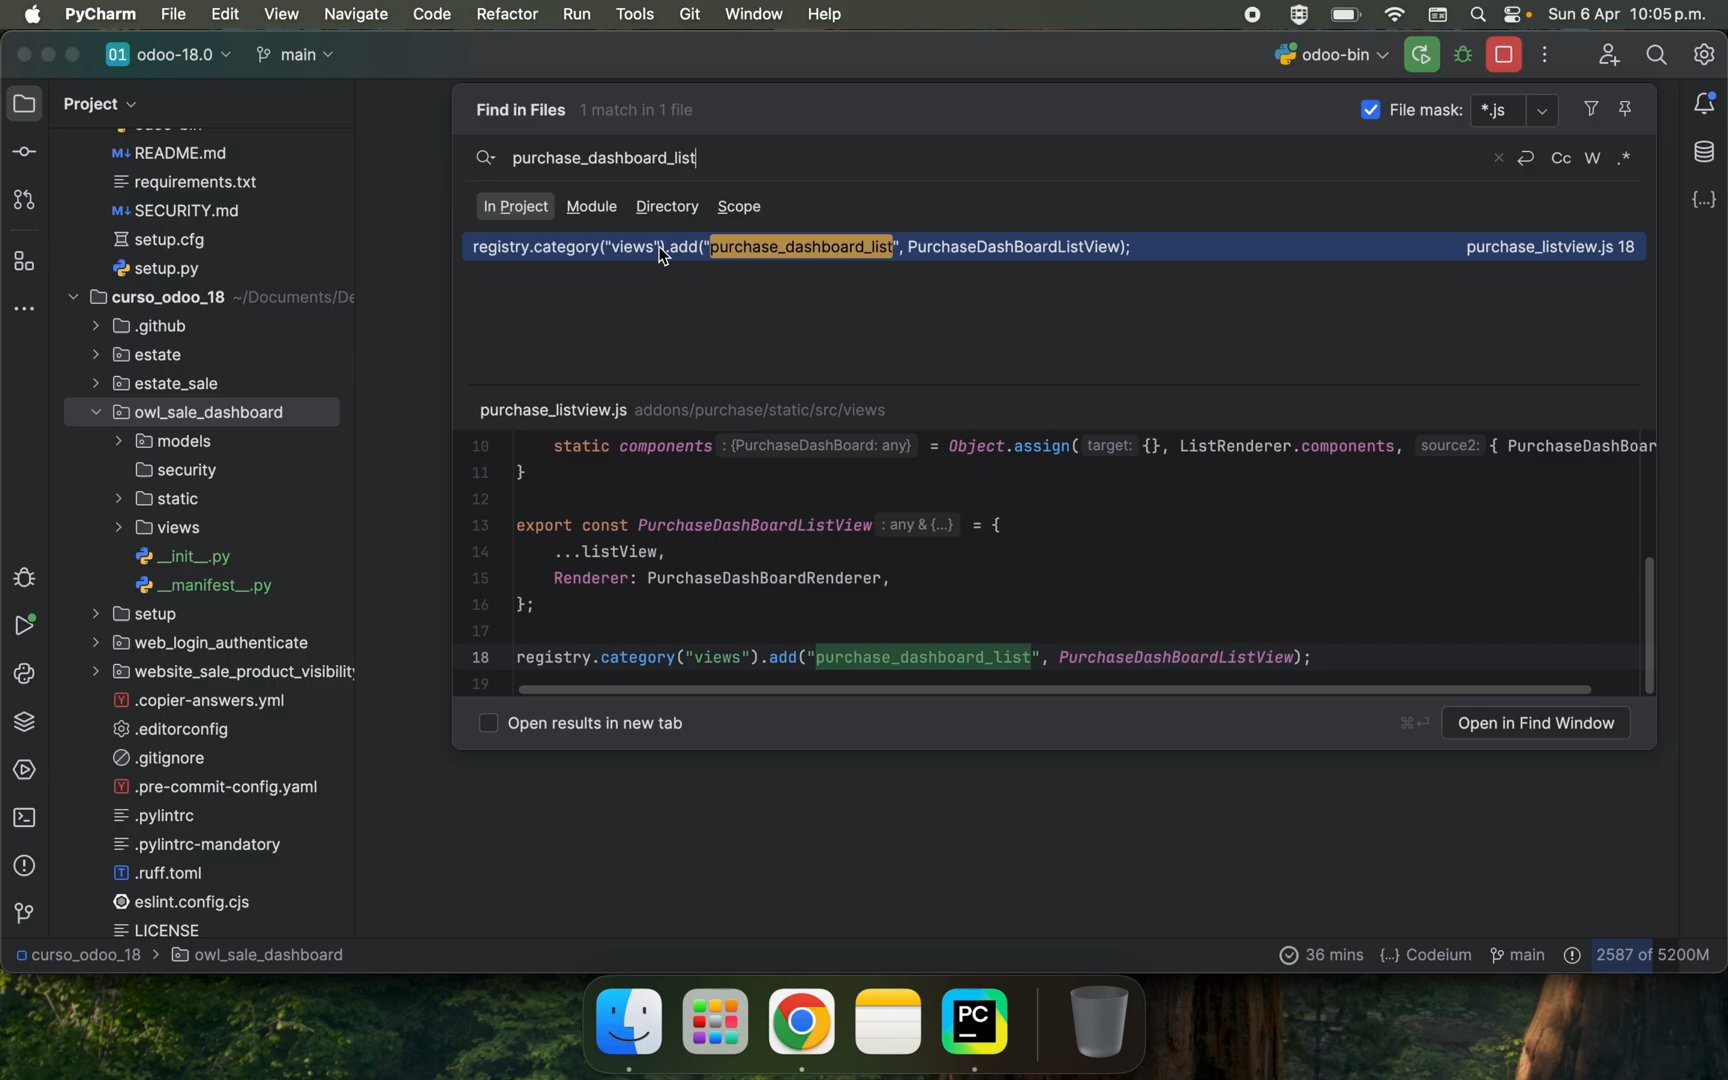 PyCharm File Edit View Navigate Code Refactor Run Tools Git Window Help Sun 6 Apr 10:05 p.m.
01 odoo-18.0 main odoo-bin
Project
README.md
requirements.txt
SECURITY.md
setup.cfg
setup.py
curso_odoo_18 ~/Documents/De
.github
estate
estate_sale
owl_sale_dashboard
models
security
static
views
__init__.py
__manifest__.py
setup
web_login_authenticate
website_sale_product_visibility
.copier-answers.yml
.editorconfig
.gitignore
.pre-commit-config.yaml
.pylintrc
.pylintrc-mandatory
.ruff.toml
eslint.config.cjs
LICENSE
Find in Files 1 match in 1 file File mask: *.js
purchase_dashboard_list Cc W .*
In Project Module Directory Scope
registry.category("views").add("purchase_dashboard_list", PurchaseDashBoardListView); purchase_listview.js 18
purchase_listview.js addons/purchase/static/src/views
10 static components : {PurchaseDashBoard: any} = Object.assign( target: {}, ListRenderer.components, source2: { PurchaseDashBoar
11 }
12
13 export const PurchaseDashBoardListView : any & {...} = {
14 ...listView,
15 Renderer: PurchaseDashBoardRenderer,
16 };
17
18 registry.category("views").add("purchase_dashboard_list", PurchaseDashBoardListView);
19
Open results in new tab ⌘⏎ Open in Find Window
curso_odoo_18 > owl_sale_dashboard 36 mins {...} Codeium main 2587 of 5200M
PC